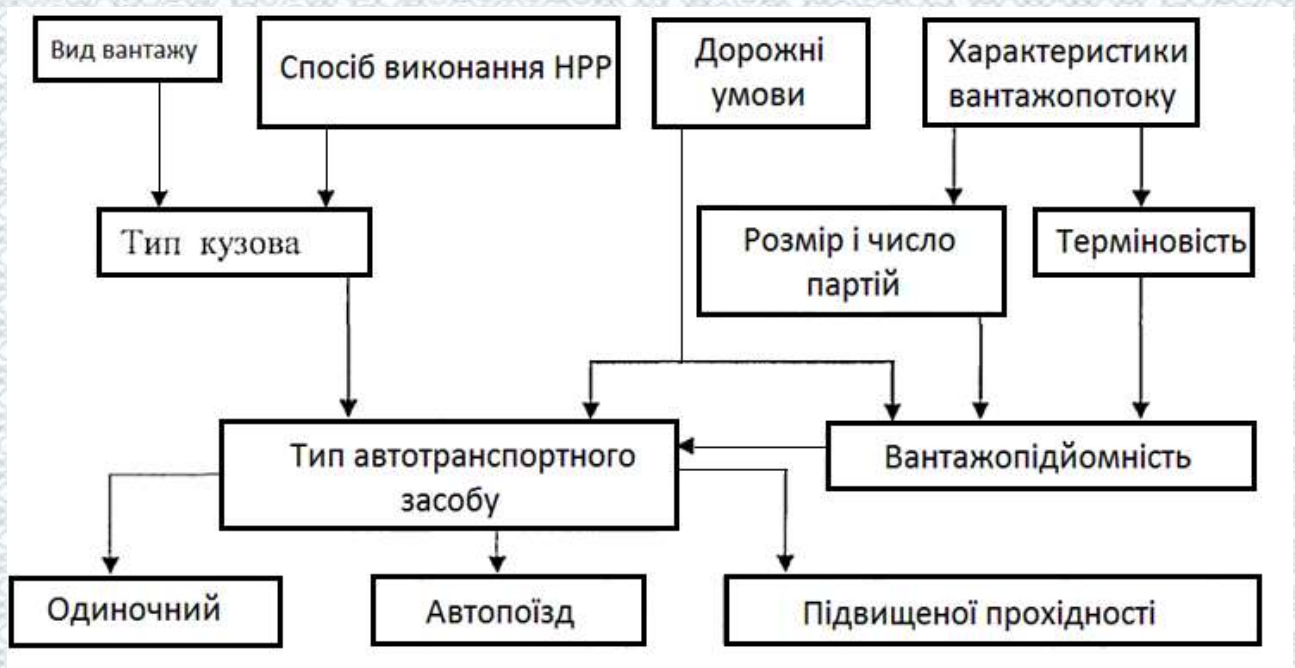 Вид вантажу
Спосіб виконання НРР
Дорожні
умови
Характеристики
вантажопотоку
Тип кузова
Розмір і число
партій
Терміновість
Тип автотранспортного
засобу
Вантажопідйомність
Одиночний
Автопоїзд
Підвищеної прохідності